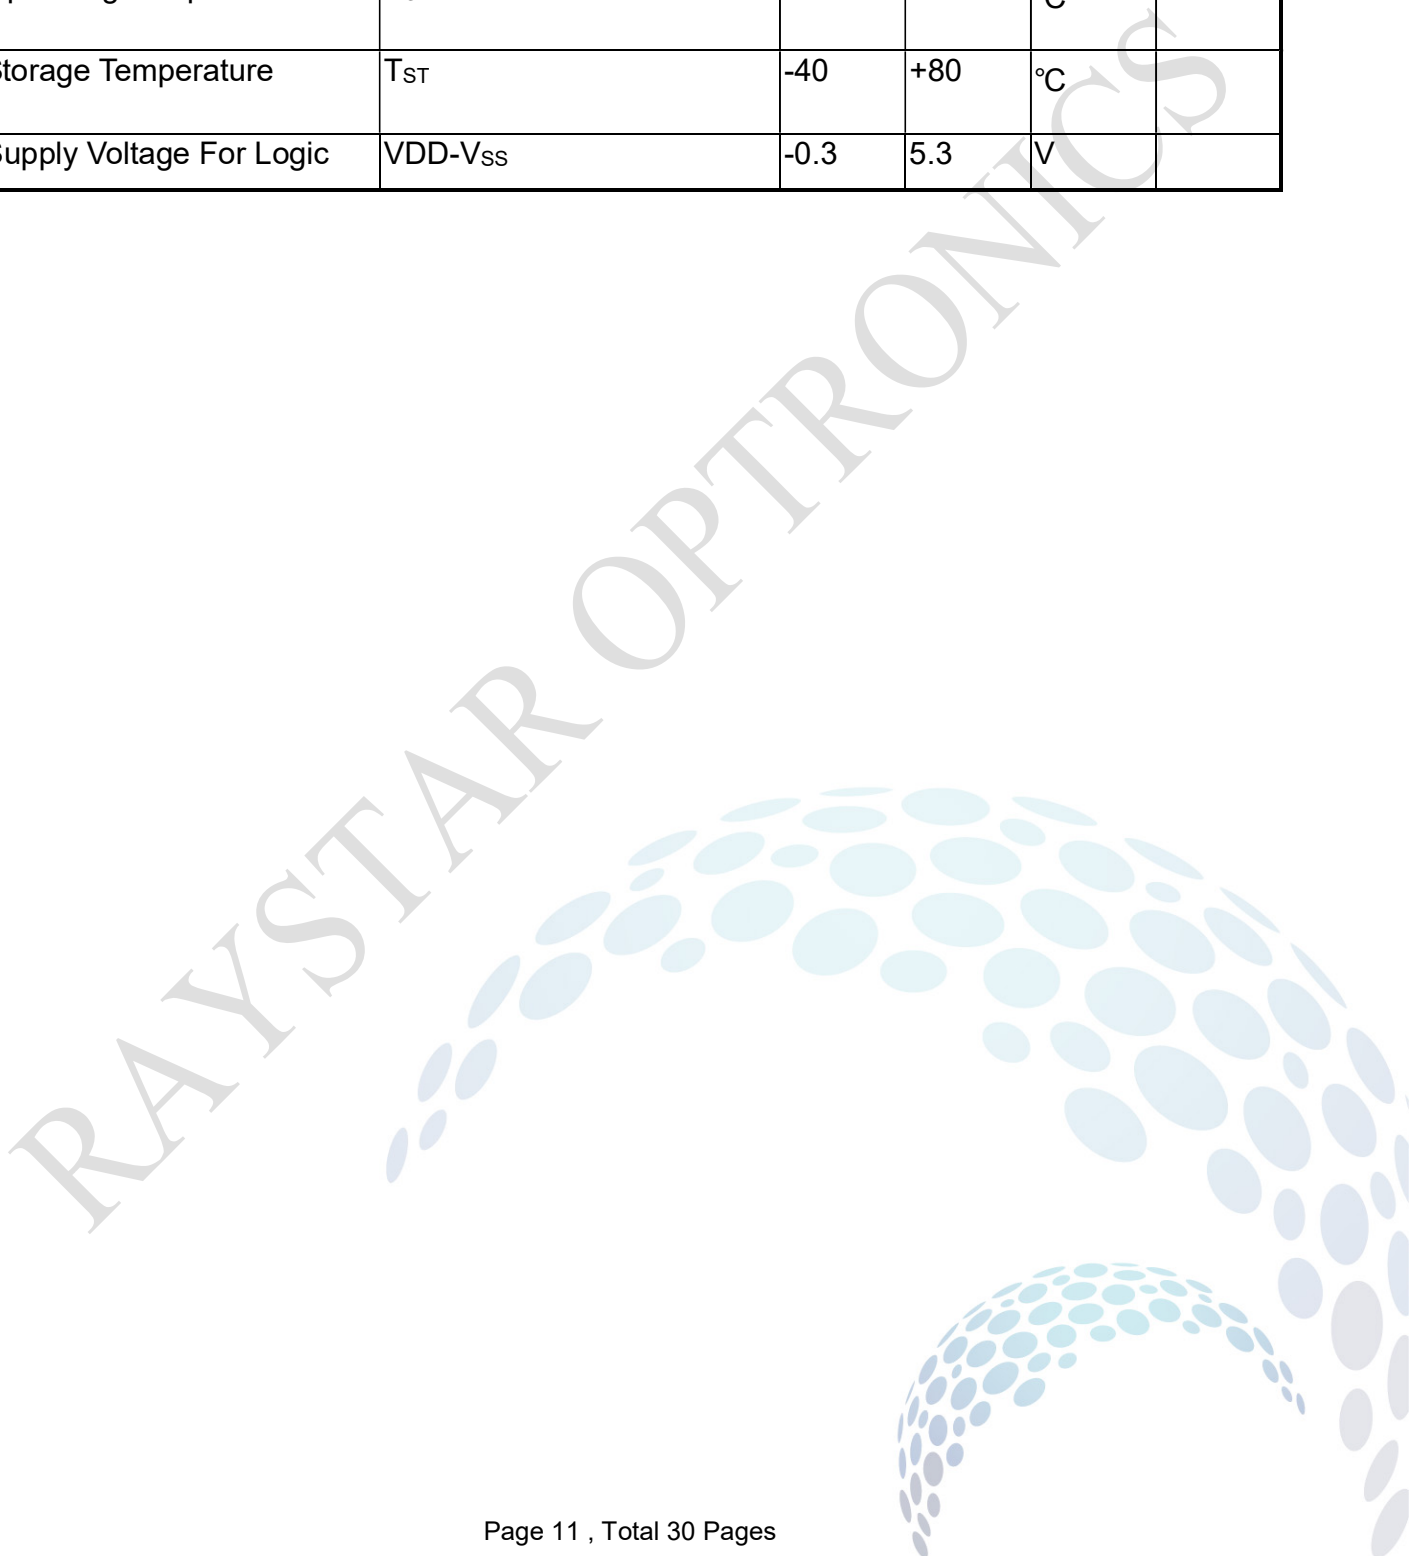 ℃
Storage Temperature TST -40 +80 ℃
Supply Voltage For Logic VDD-VSS -0.3 5.3 V
RAYSTAR OPTRONICS
Page 11 , Total 30 Pages